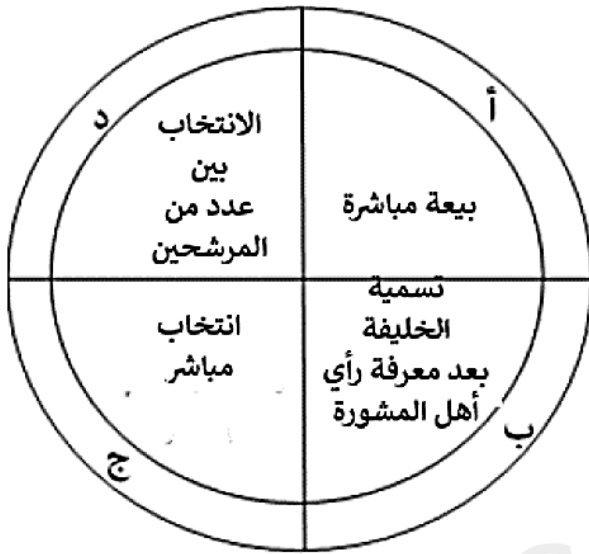 أ
بيعة مباشرة
تسمية
الخليفة
بعد معرفة رأي
أهل المشورة
ب
انتخاب
مباشر
ج
الانتخاب
بين
عدد من
المرشحين
د